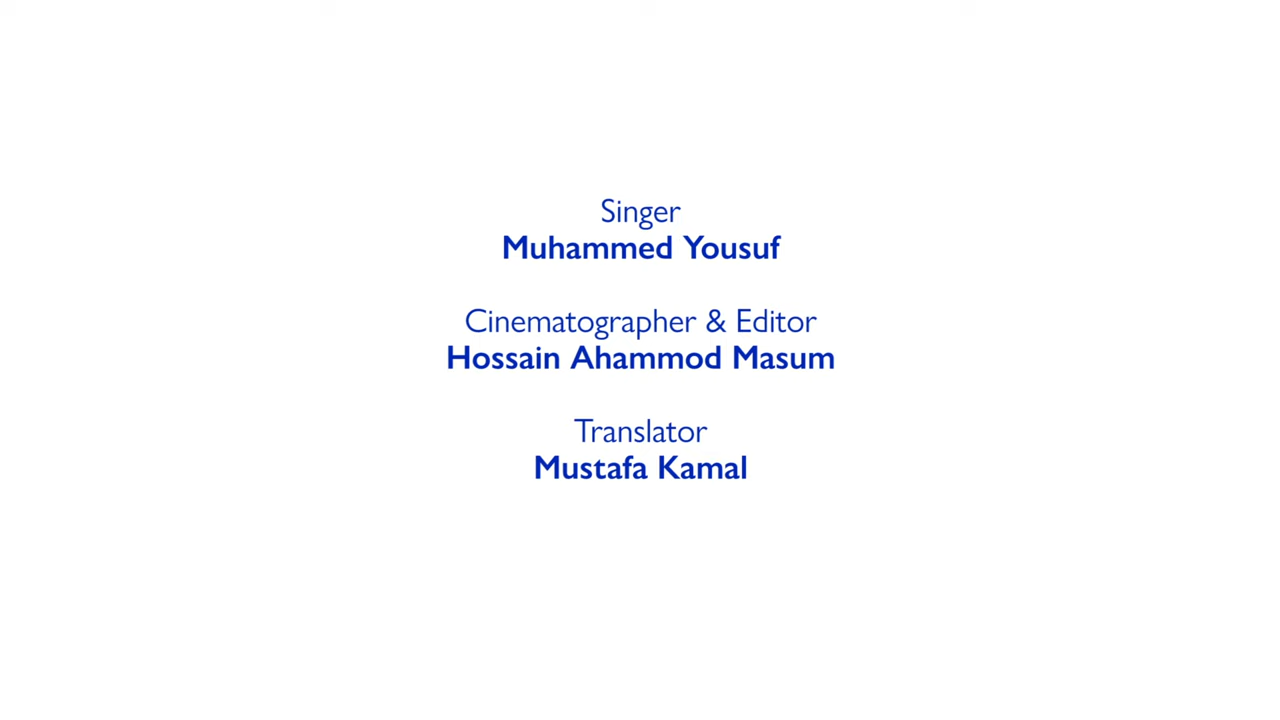 Singer
Muhammed Yousuf
Cinematographer & Editor
Hossain Ahammod Masum
Translator
Mustafa Kamal